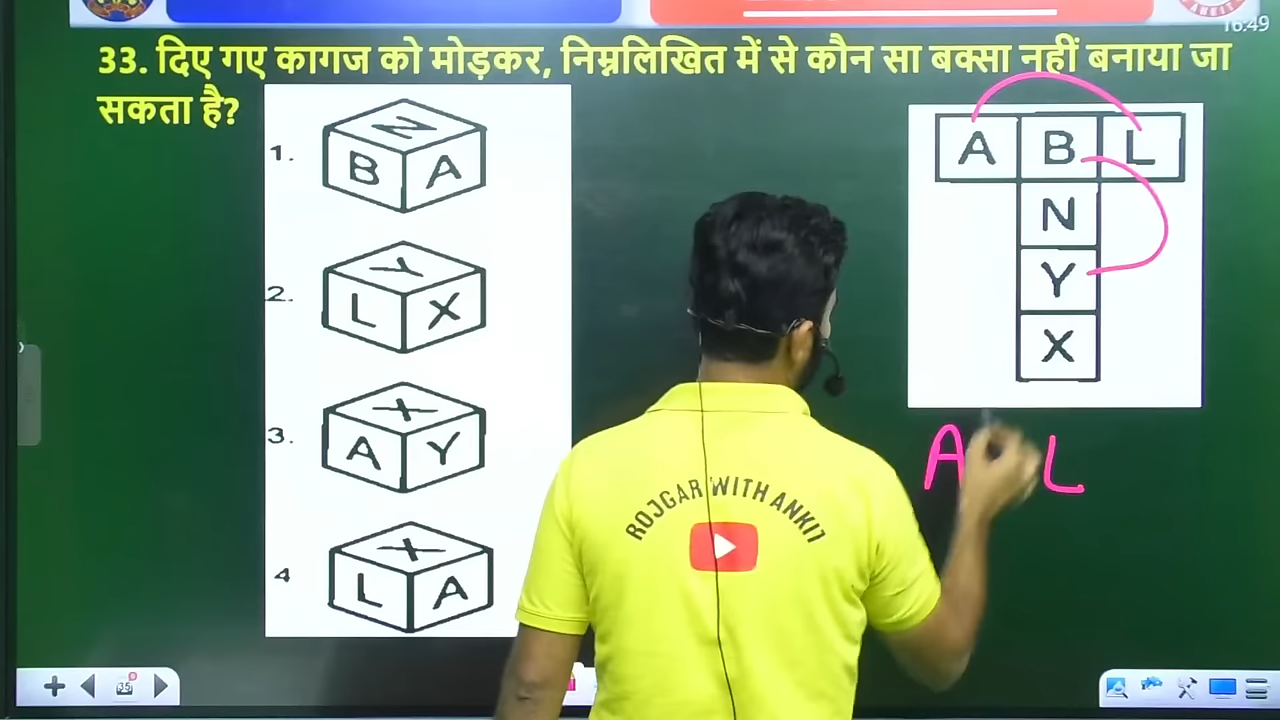 16:49
33. दिए गए कागज को मोड़कर, निम्नलिखित में से कौन सा बक्सा नहीं बनाया जा
सकता है?
1.
N
B A
2.
Y
L X
3.
X
A Y
4
X
L A
A B L
N
Y
X
A L
ROJGAR WITH ANKIT